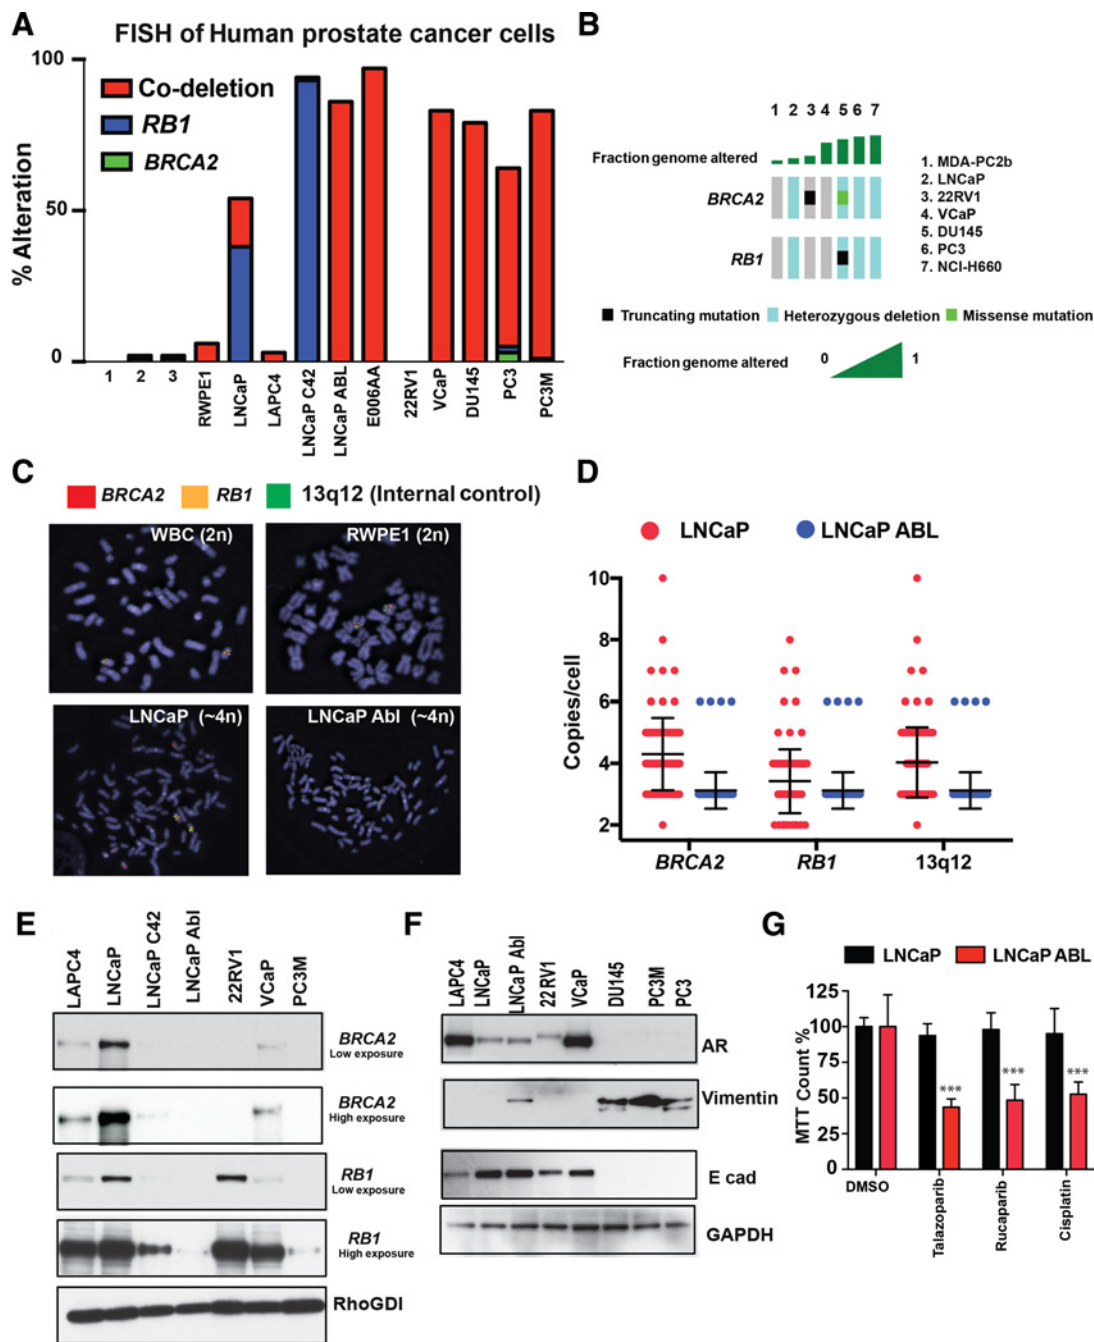 A
FISH of Human prostate cancer cells
100
50
0
% Alteration
Co-deletion
RB1
BRCA2
1
2
3
RWPE1
LNCaP
LAPC4
LNCaP C42
LNCaP ABL
E006AA
22RV1
VCaP
DU145
PC3
PC3M
B
1 2 3 4 5 6 7
Fraction genome altered
BRCA2
RB1
1. MDA-PC2b
2. LNCaP
3. 22RV1
4. VCaP
5. DU145
6. PC3
7. NCI-H660
Truncating mutation
Heterozygous deletion
Missense mutation
Fraction genome altered
0
1
C
BRCA2
RB1
13q12 (Internal control)
WBC (2n)
RWPE1 (2n)
LNCaP (~4n)
LNCaP Abl (~4n)
D
LNCaP
LNCaP ABL
10
8
6
4
2
Copies/cell
BRCA2
RB1
13q12
E
LAPC4
LNCaP
LNCaP C42
LNCaP Abl
22RV1
VCaP
PC3M
BRCA2
Low exposure
BRCA2
High exposure
RB1
Low exposure
RB1
High exposure
RhoGDI
F
LAPC4
LNCaP
LNCaP Abl
22RV1
VCaP
DU145
PC3M
PC3
AR
Vimentin
E cad
GAPDH
G
LNCaP
LNCaP ABL
125
100
75
50
25
0
MTT Count %
***
***
***
DMSO
Talazoparib
Rucaparib
Cisplatin